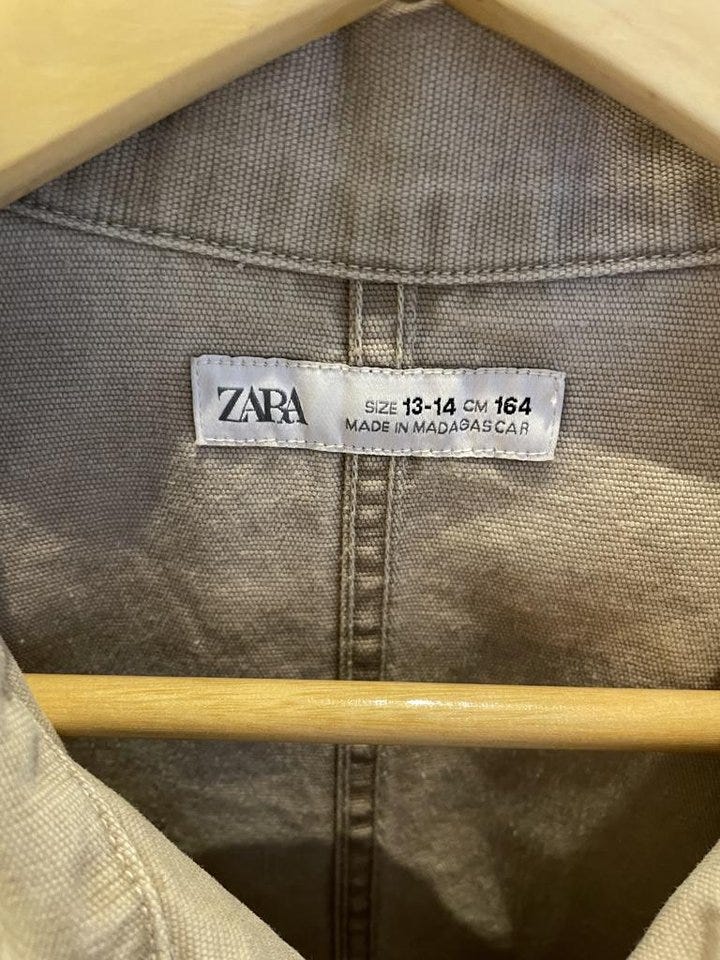 ZARA
SIZE 13-14 CM 164
MADE IN MADAGASCAR